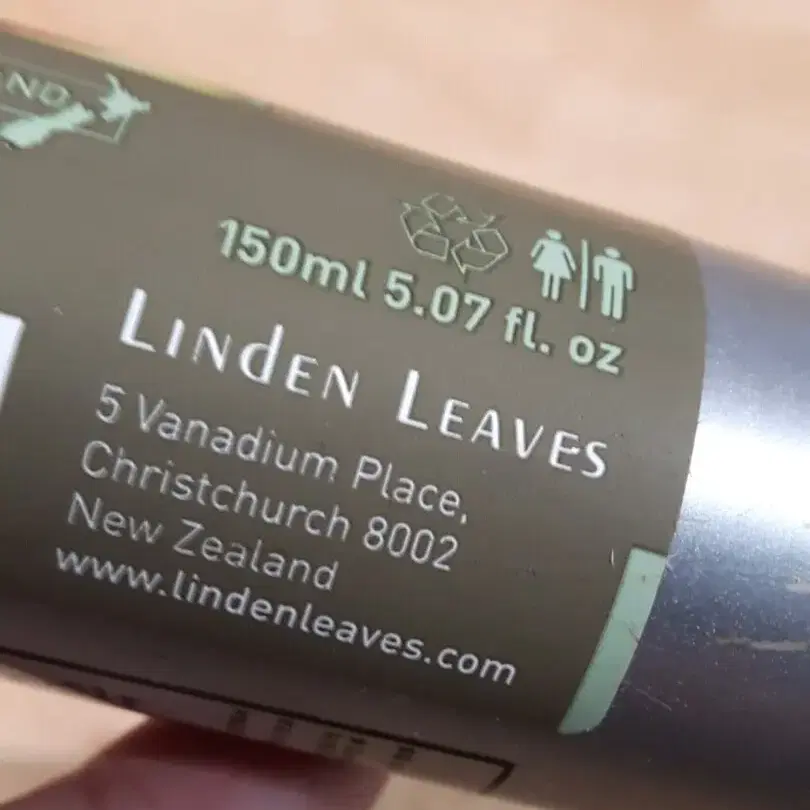 150ml 5.07 fl. oz
LINdEN LEAVES
5 Vanadium Place,
Christchurch 8002
New Zealand
www.lindenleaves.com